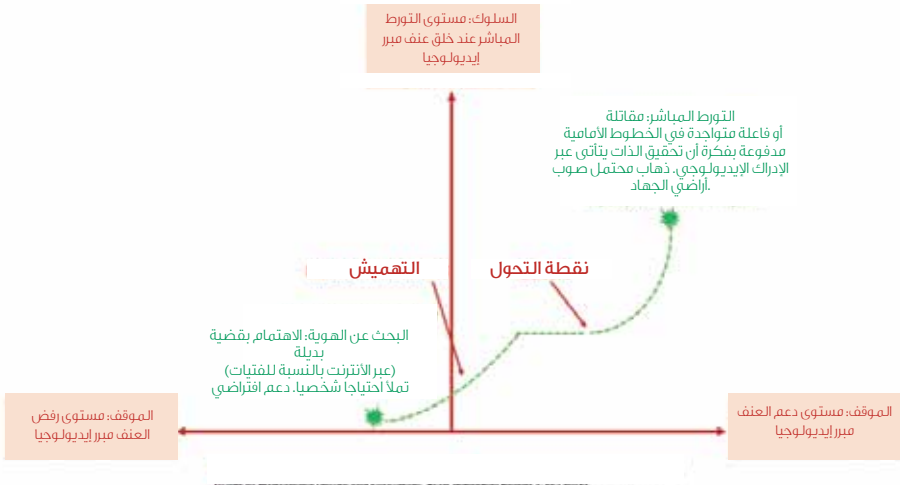 السلوك: مستوى التورط
المباشر عند خلق عنف مبرر
إيديولوجيا
التورط المباشر: مقاتلة
أو فاعلة متواجدة في الخطوط الأمامية
مدفوعة بفكرة أن تحقيق الذات يتأتى عبر
الإدراك الإيديولوجي. ذهاب محتمل صوب
أراضي الجهاد.
نقطة التحول
التهميش
البحث عن الهوية: الاهتمام بقضية
بديلة
(عبر الأنترنت بالنسبة للفتيات)
تملأ احتياجا شخصيا. دعم افتراضي
الموقف: مستوى دعم العنف
مبرر إيديولوجيا
الموقف: مستوى رفض
العنف مبرر إيديولوجيا